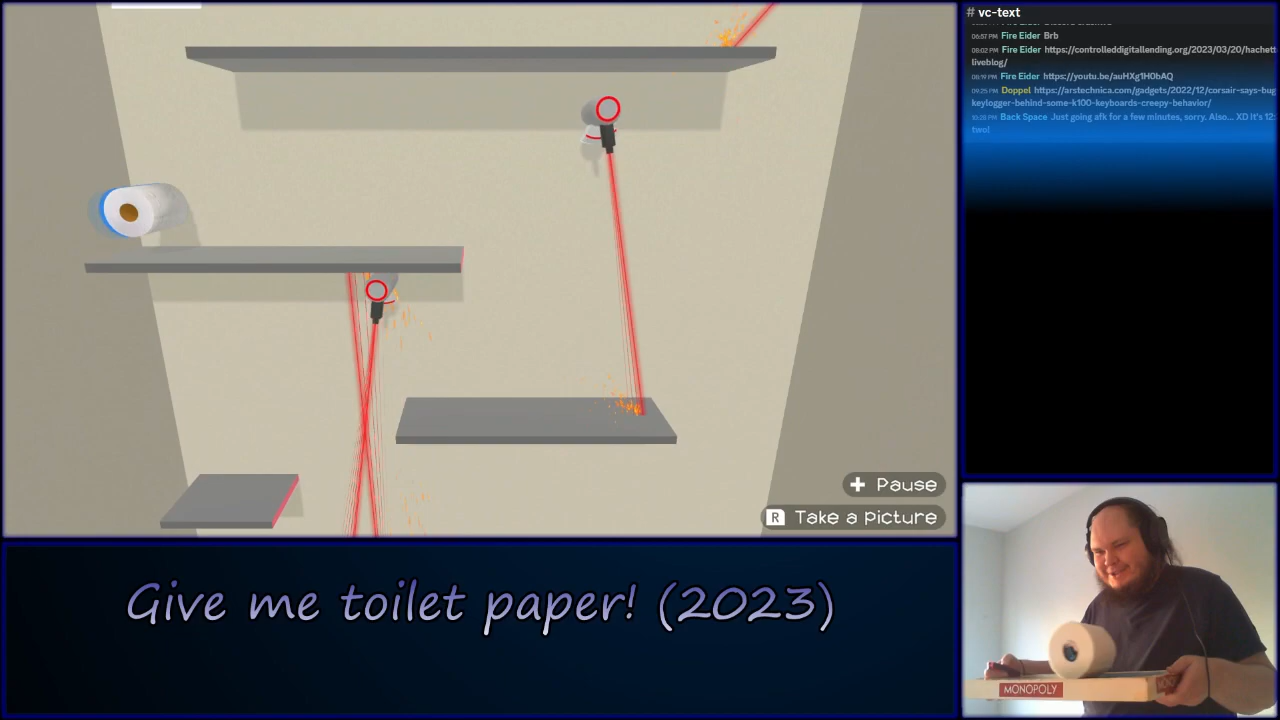 # vc-text
06:57 PM Fire Eider Brb
08:02 PM Fire Eider https://controlleddigitallending.org/2023/03/20/hachett
liveblog/
08:19 PM Fire Eider https://youtu.be/auHXg1H0bAQ
09:25 PM Doppel https://arstechnica.com/gadgets/2022/12/corsair-says-bug
keylogger-behind-some-k100-keyboards-creepy-behavior/
10:28 PM Back Space Just going afk for a few minutes, sorry. Also... XD It's 12:
two!
+ Pause
R Take a picture
Give me toilet paper! (2023)
MONOPOLY